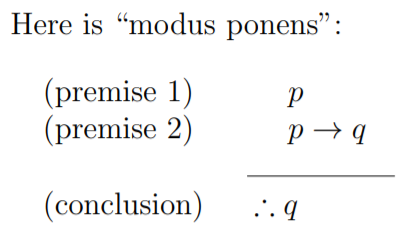 Here is “modus ponens”:
(premise 1) p
(premise 2) p → q
(conclusion) ∴ q